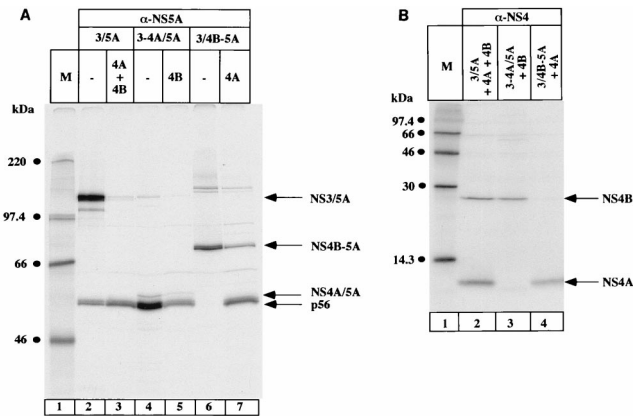 A
α-NS5A
3/5A 3-4A/5A 3/4B-5A
M - 4A + 4B - 4B - 4A
kDa
220
97.4
66
46
NS3/5A
NS4B-5A
NS4A/5A
p56
1 2 3 4 5 6 7
B
α-NS4
M
3/5A + 4A + 4B
3-4A/5A + 4B
3/4B-5A + 4A
kDa
97.4
66
46
30
14.3
NS4B
NS4A
1 2 3 4